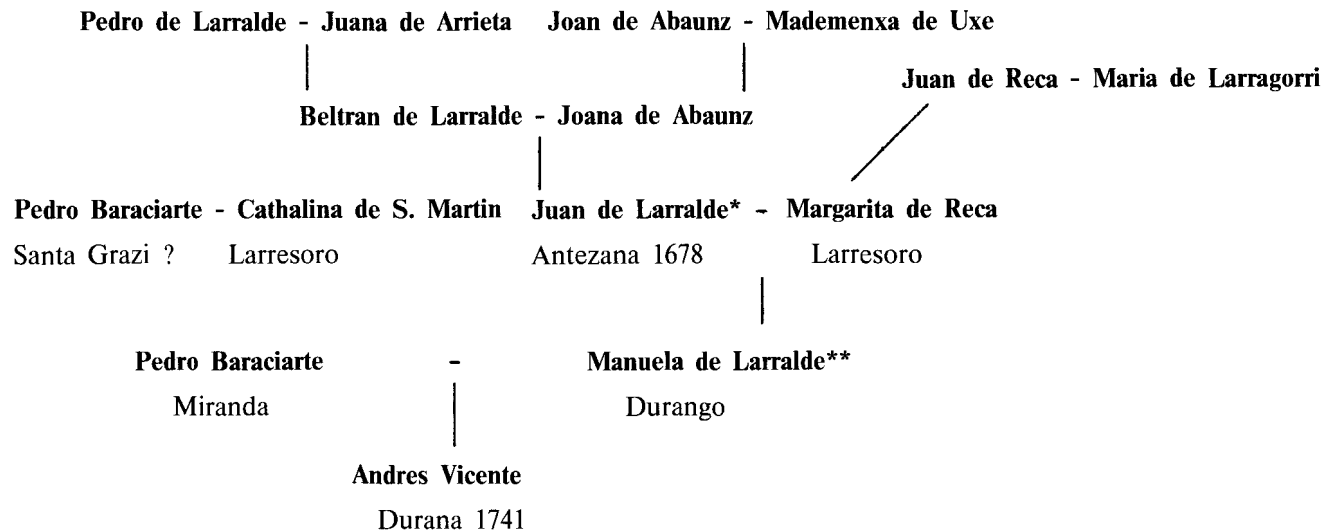 Pedro de Larralde - Juana de Arrieta Joan de Abaunz - Mademenxa de Uxe
Juan de Reca - Maria de Larragorri
Beltran de Larralde - Joana de Abaunz
Pedro Baraciarte - Cathalina de S. Martin Juan de Larralde* - Margarita de Reca
Santa Grazi ? Larresoro Antezana 1678 Larresoro
Pedro Baraciarte - Manuela de Larralde**
Miranda Durango
Andres Vicente
Durana 1741